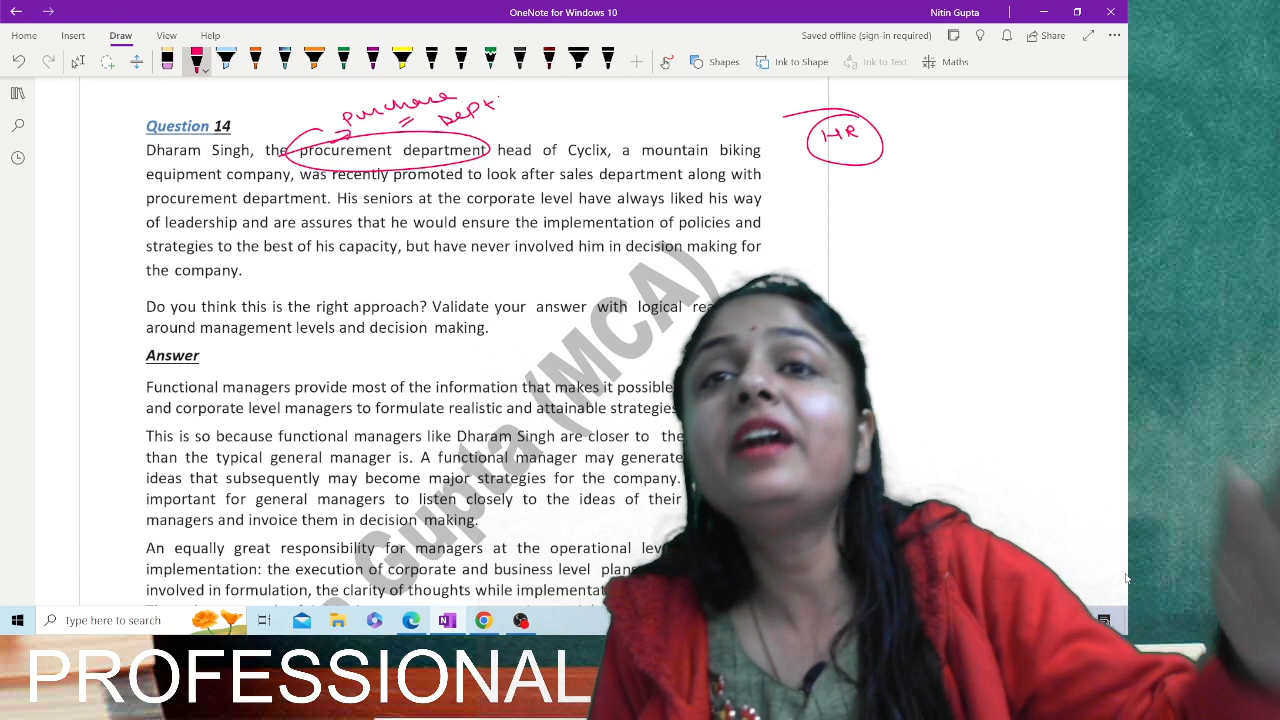 OneNote for Windows 10
Nitin Gupta
Home Insert Draw View Help
Saved offline (sign-in required)
Share
Shapes
Ink to Shape
Ink to Text
Maths
Purchase
= Dept.
HR
Question 14
Dharam Singh, the procurement department head of Cyclix, a mountain biking
equipment company, was recently promoted to look after sales department along with
procurement department. His seniors at the corporate level have always liked his way
of leadership and are assures that he would ensure the implementation of policies and
strategies to the best of his capacity, but have never involved him in decision making for
the company.
Do you think this is the right approach? Validate your answer with logical
around management levels and decision making.
Answer
Functional managers provide most of the information that makes it possible
and corporate level managers to formulate realistic and attainable strategies
This is so because functional managers like Dharam Singh are closer to the
than the typical general manager is. A functional manager may generate
ideas that subsequently may become major strategies for the company.
important for general managers to listen closely to the ideas of their
managers and invoice them in decision making.
An equally great responsibility for managers at the operational
implementation: the execution of corporate and business level plans
involved in formulation, the clarity of thoughts while
Gupta (MCA)
Type here to search
PROFESSIONAL